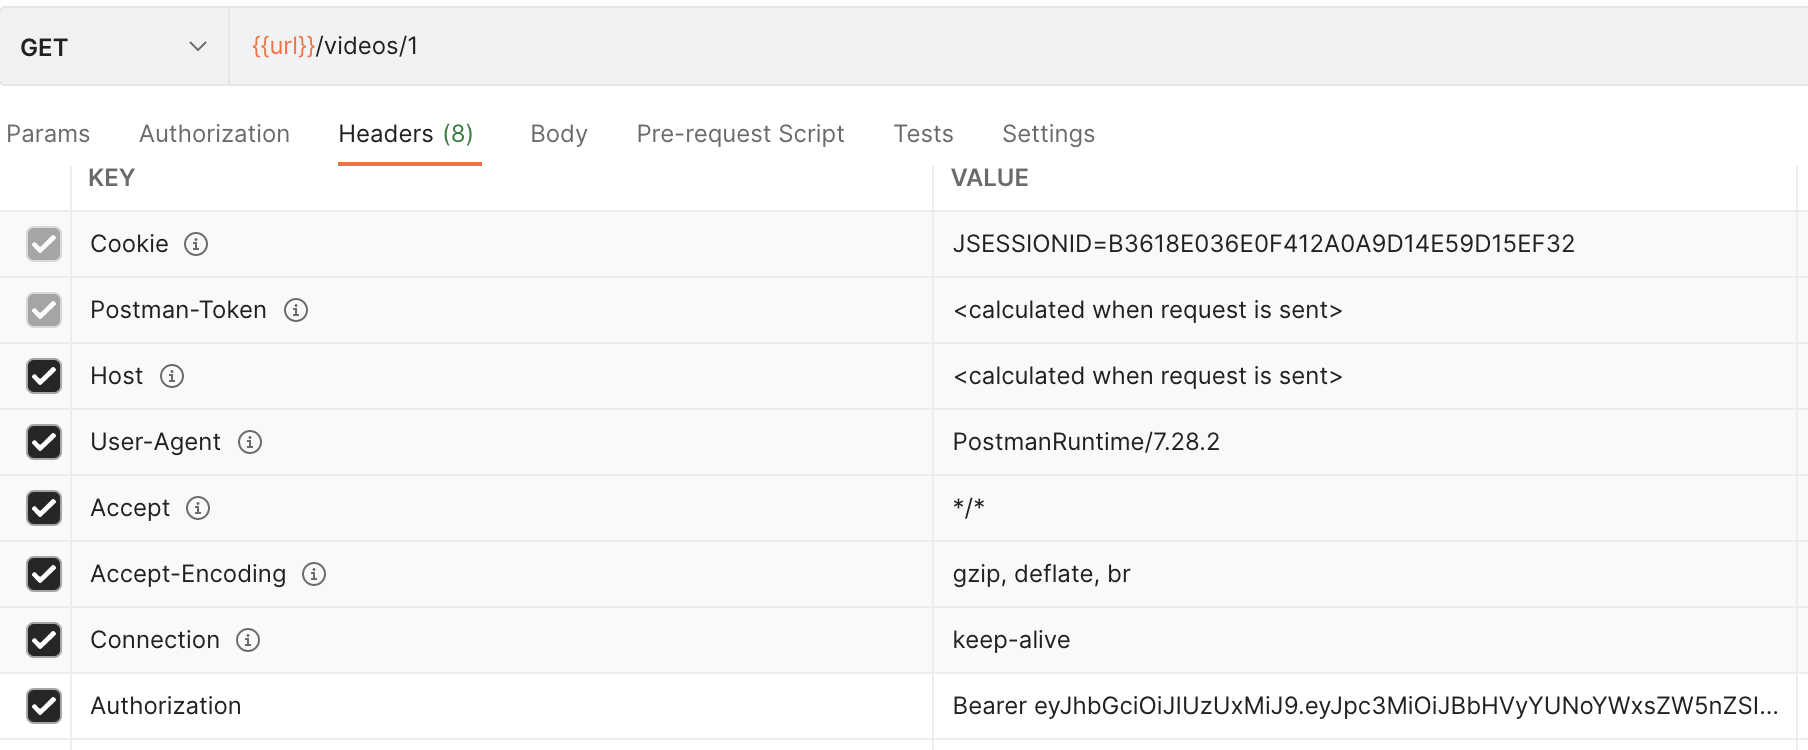 GET {{url}}/videos/1
Params Authorization Headers (8) Body Pre-request Script Tests Settings
KEY VALUE
Cookie JSESSIONID=B3618E036E0F412A0A9D14E59D15EF32
Postman-Token <calculated when request is sent>
Host <calculated when request is sent>
User-Agent PostmanRuntime/7.28.2
Accept */*
Accept-Encoding gzip, deflate, br
Connection keep-alive
Authorization Bearer eyJhbGciOiJIUzUxMiJ9.eyJpc3MiOiJBbHVyYUNoYWxsZW5nZSI...